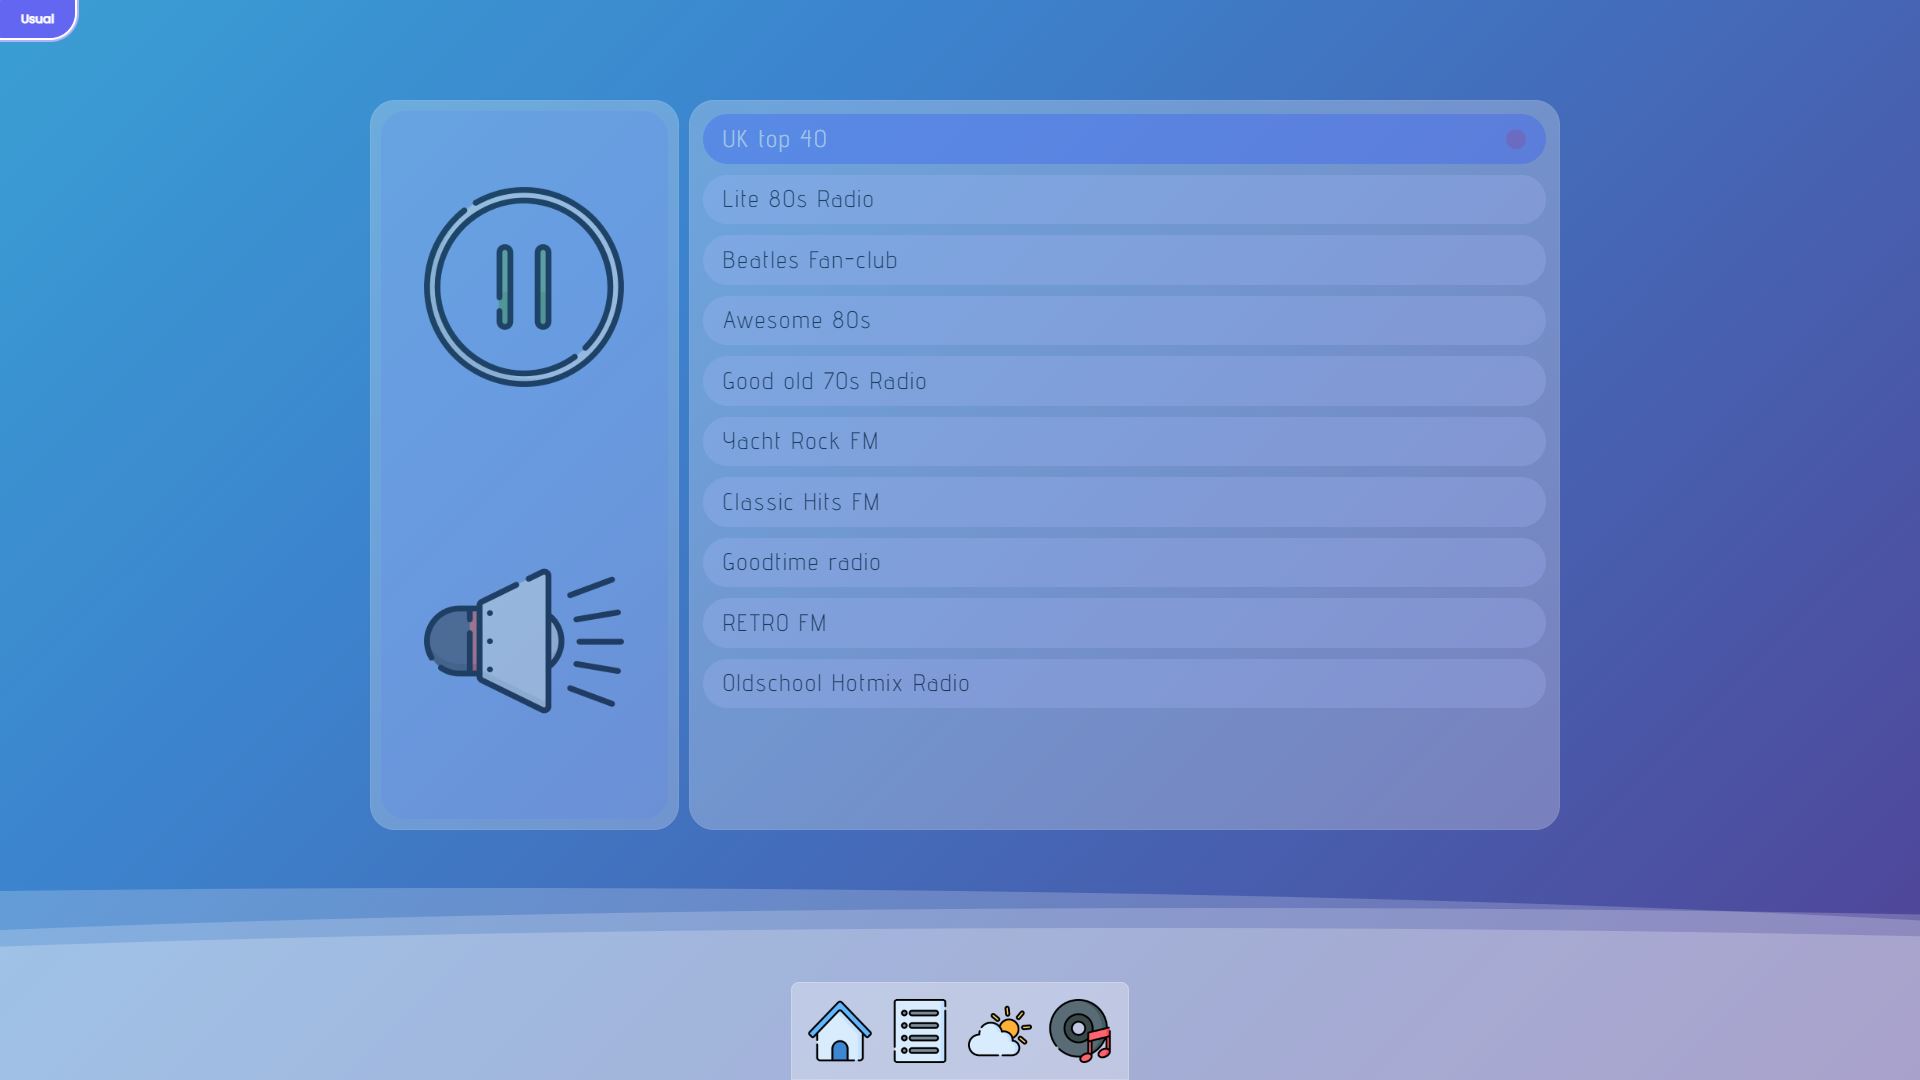 Usual
UK top 40
Lite 80s Radio
Beatles Fan-club
Awesome 80s
Good old 70s Radio
Yacht Rock FM
Classic Hits FM
Goodtime radio
RETRO FM
Oldschool Hotmix Radio